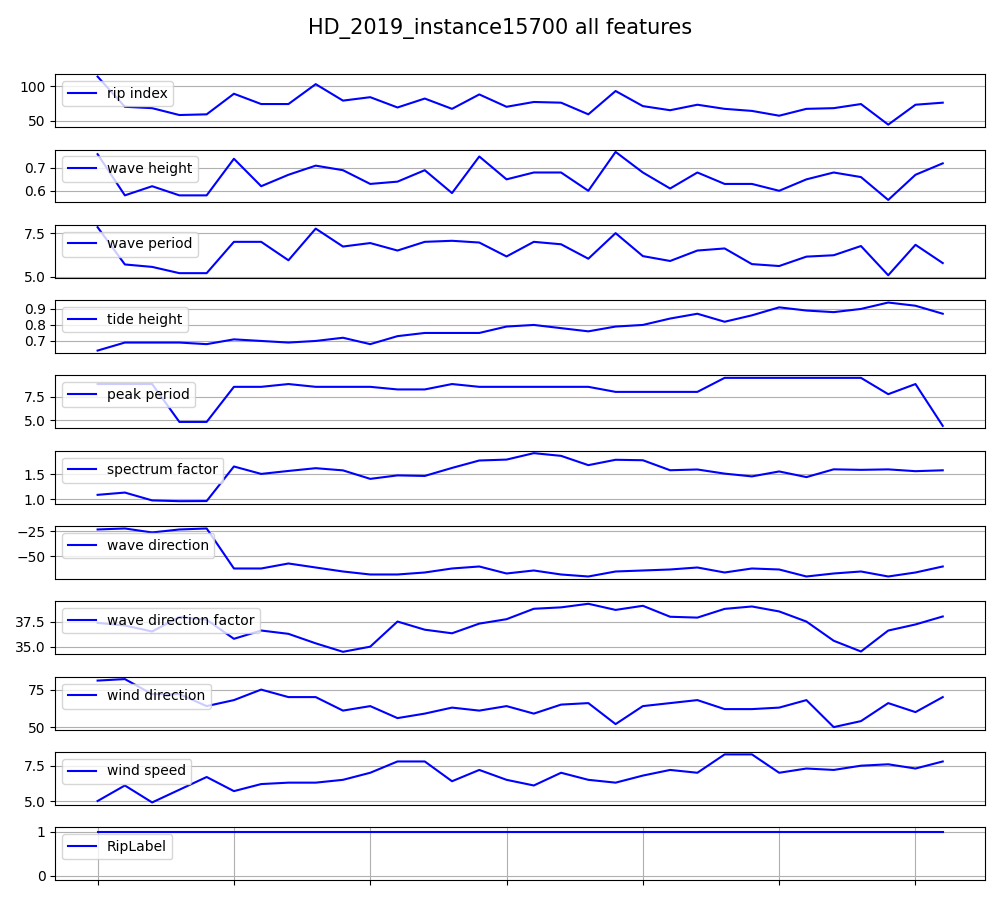 HD_2019_instance15700 all features
100
50
rip index
0.7
0.6
wave height
7.5
5.0
wave period
0.9
0.8
0.7
tide height
7.5
5.0
peak period
1.5
1.0
spectrum factor
−25
−50
wave direction
37.5
35.0
wave direction factor
75
50
wind direction
7.5
5.0
wind speed
1
0
RipLabel